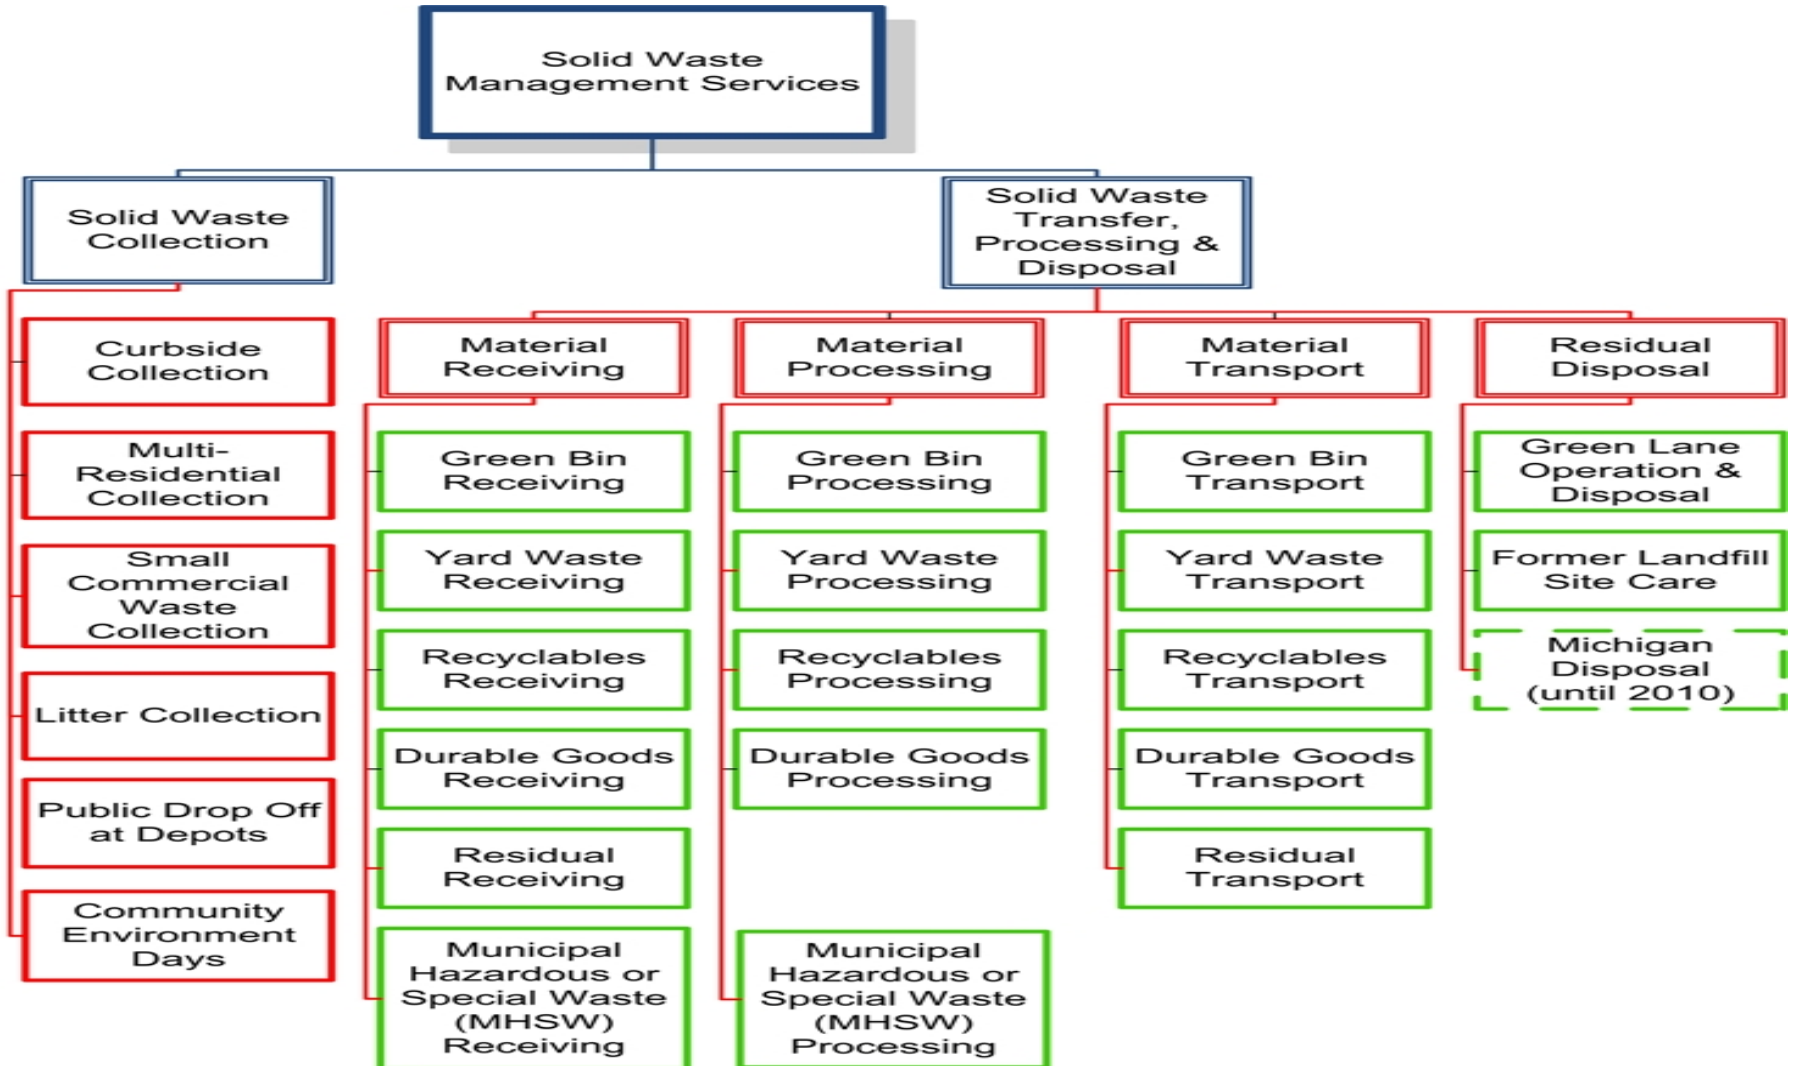 Solid Waste
Management Services
Solid Waste
Collection
Solid Waste
Transfer,
Processing &
Disposal
Curbside
Collection
Multi-
Residential
Collection
Small
Commercial
Waste
Collection
Litter Collection
Public Drop Off
at Depots
Community
Environment
Days
Material
Receiving
Green Bin
Receiving
Yard Waste
Receiving
Recyclables
Receiving
Durable Goods
Receiving
Residual
Receiving
Municipal
Hazardous or
Special Waste
(MHSW)
Receiving
Material
Processing
Green Bin
Processing
Yard Waste
Processing
Recyclables
Processing
Durable Goods
Processing
Municipal
Hazardous or
Special Waste
(MHSW)
Processing
Material
Transport
Green Bin
Transport
Yard Waste
Transport
Recyclables
Transport
Durable Goods
Transport
Residual
Transport
Residual
Disposal
Green Lane
Operation &
Disposal
Former Landfill
Site Care
Michigan
Disposal
(until 2010)